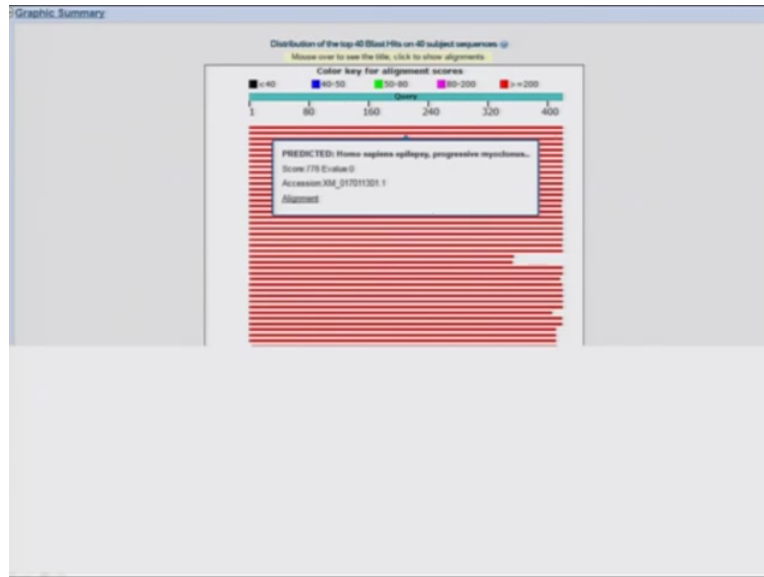 Graphic Summary
Distribution of the top 40 Blast Hits on 40 subject sequences
Mouse over to see the title, click to show alignments
Color key for alignment scores
<40 40-50 50-80 80-200 >=200
Query
1 80 160 240 320 400
PREDICTED: Homo sapiens epilepsy, progressive myoclonus..
Score:776 Evalue:0
Accession:XM_017011301.1
Alignment